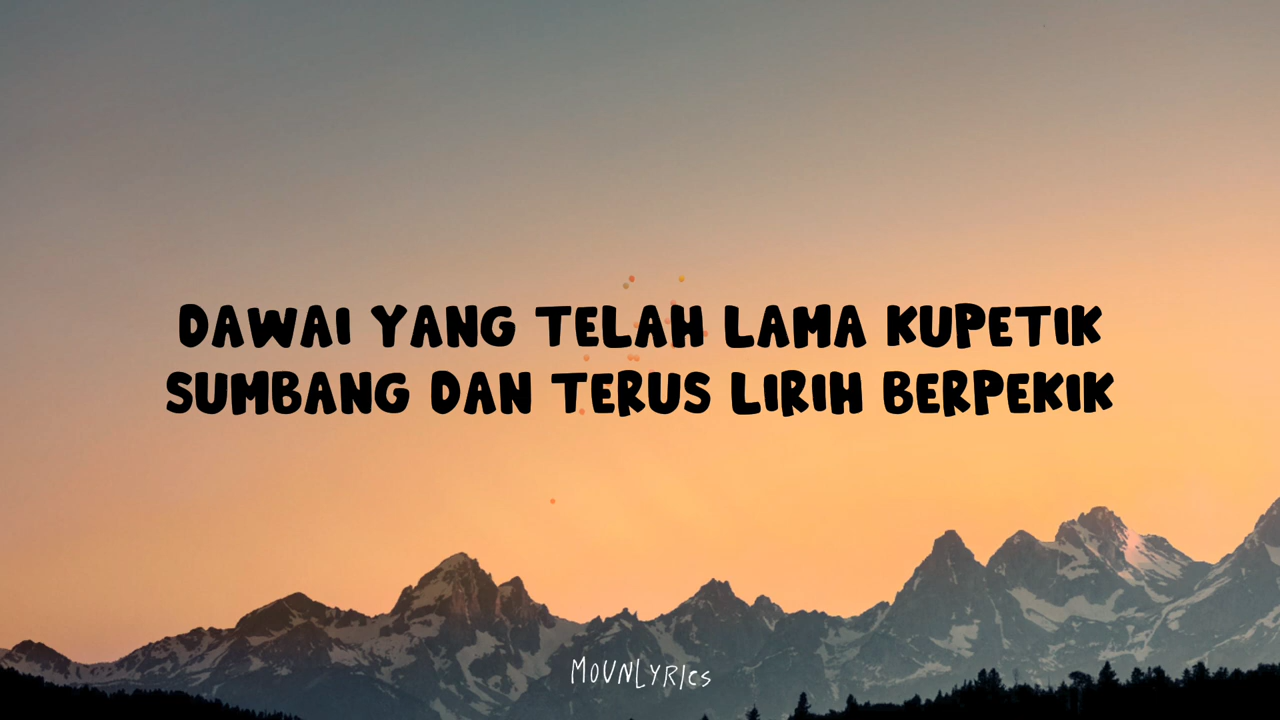 DAWAI YANG TELAH LAMA KUPETIK
SUMBANG DAN TERUS LIRIH BERPEKIK
MOUNLYRICS